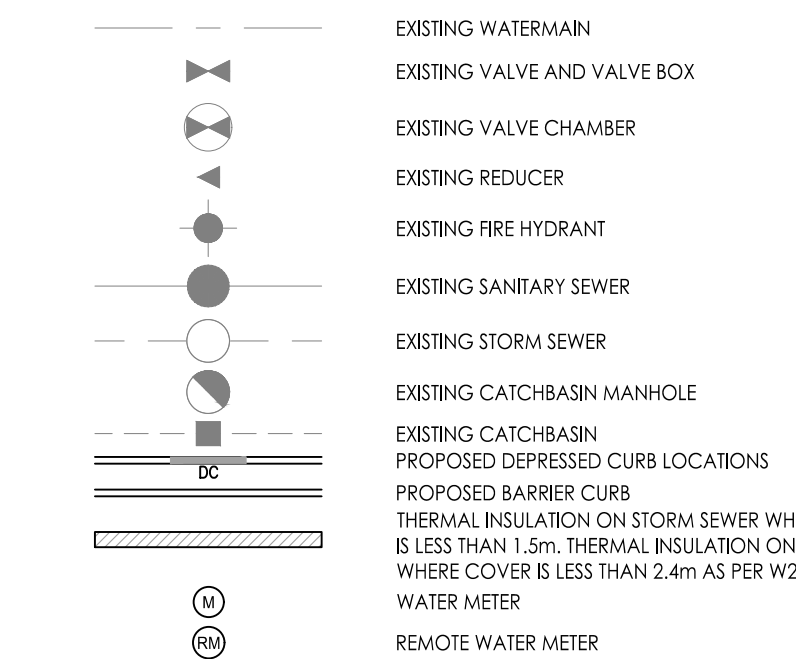 EXISTING WATERMAIN
EXISTING VALVE AND VALVE BOX
EXISTING VALVE CHAMBER
EXISTING REDUCER
EXISTING FIRE HYDRANT
EXISTING SANITARY SEWER
EXISTING STORM SEWER
EXISTING CATCHBASIN MANHOLE
EXISTING CATCHBASIN
DC PROPOSED DEPRESSED CURB LOCATIONS
PROPOSED BARRIER CURB
THERMAL INSULATION ON STORM SEWER WH
IS LESS THAN 1.5m. THERMAL INSULATION ON
WHERE COVER IS LESS THAN 2.4m AS PER W2
M WATER METER
RM REMOTE WATER METER